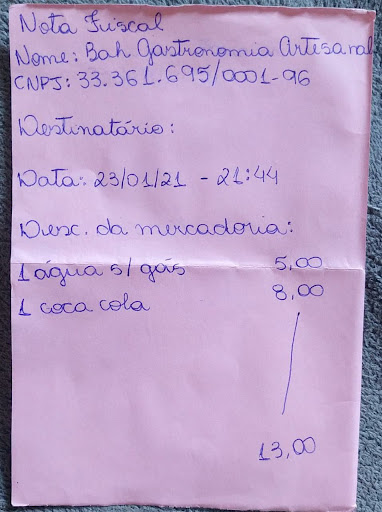 Nota Fiscal
Nome: Bah Gastronomia Artesanal
CNPJ: 33.361.695/0001-96
Destinatário:
Data: 23/01/21 - 21:44
Desc. da mercadoria:
1 água s/ gás 5,00
1 coca cola 8,00
13,00